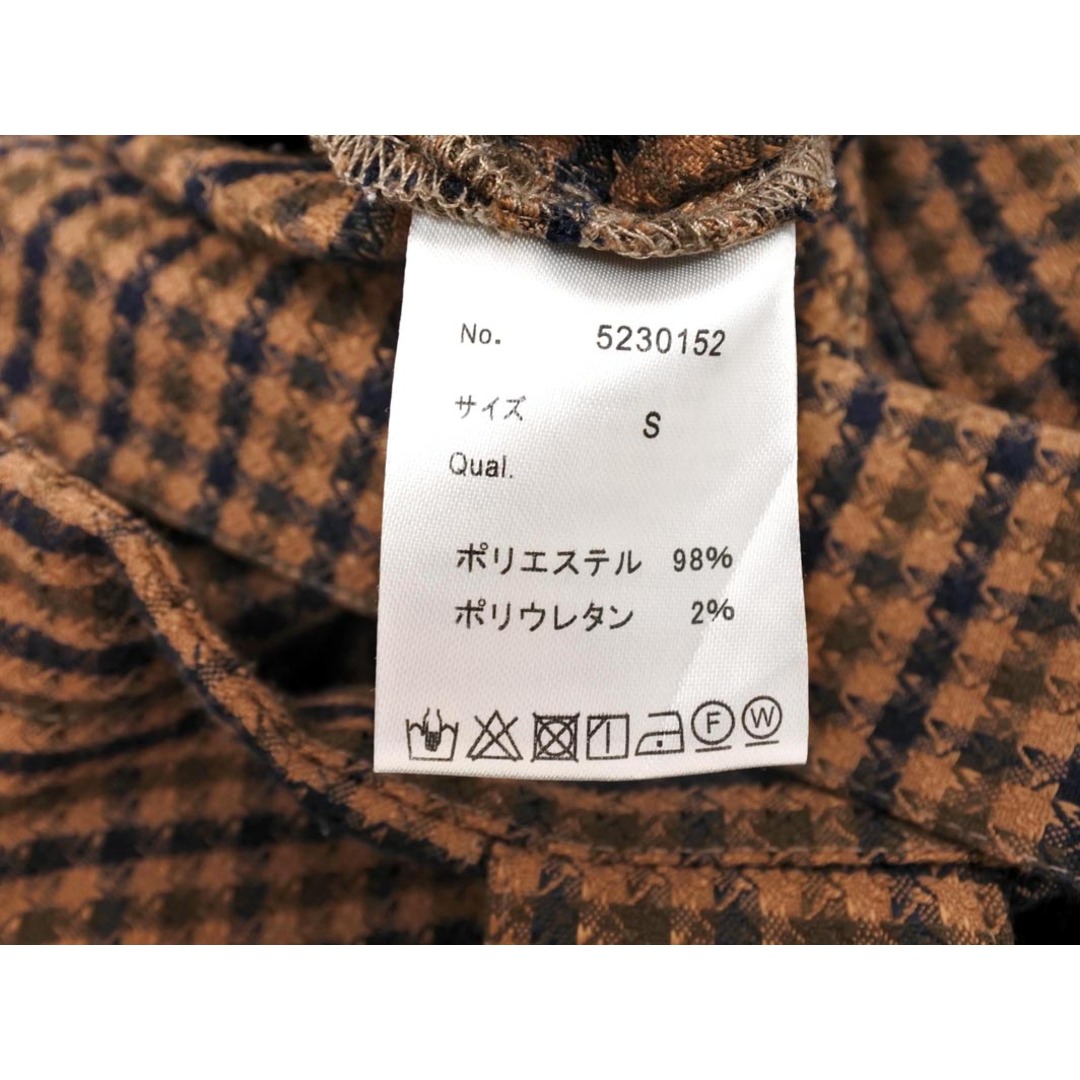 No. 5230152
サイズ S
Qual.
ポリエステル 98%
ポリウレタン 2%
F W